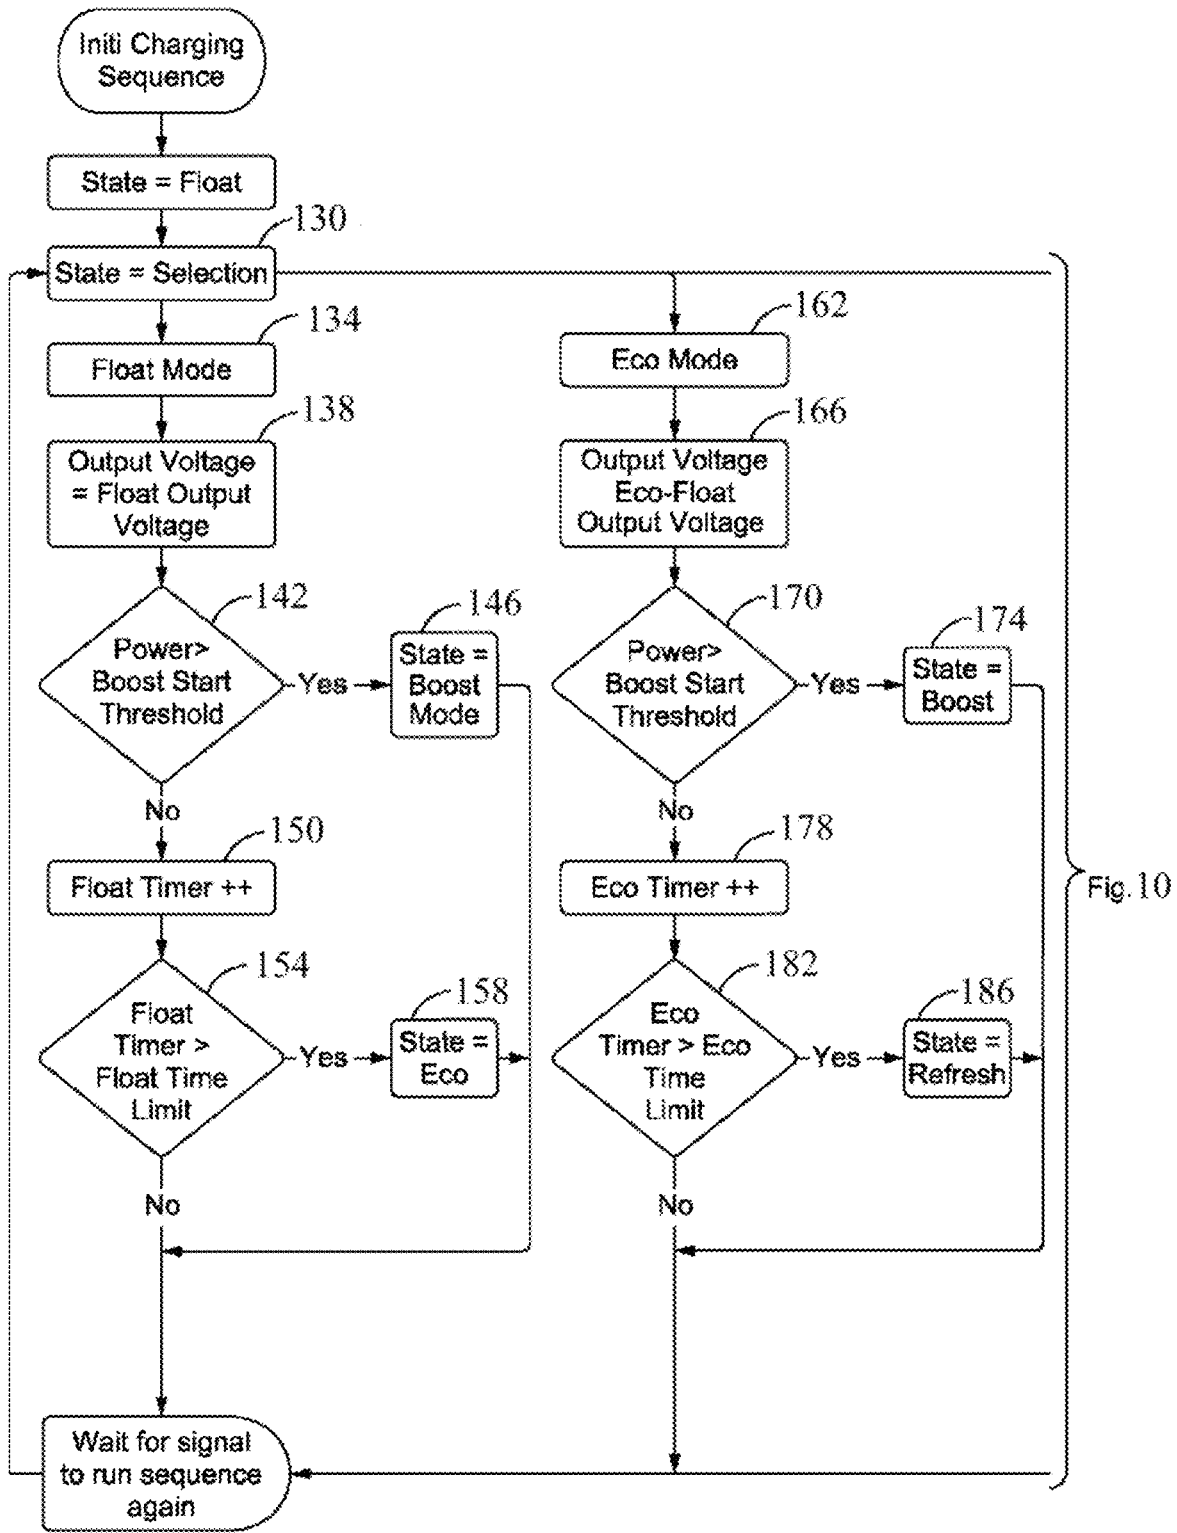 Initi Charging
Sequence
State = Float
130
State = Selection
134
Float Mode
138
Output Voltage
= Float Output
Voltage
142
Power>
Boost Start
Threshold
Yes
146
State =
Boost
Mode
No
150
Float Timer ++
154
Float
Timer >
Float Time
Limit
Yes
158
State =
Eco
No
Wait for signal
to run sequence
again
162
Eco Mode
166
Output Voltage
Eco-Float
Output Voltage
170
Power>
Boost Start
Threshold
Yes
174
State =
Boost
No
178
Eco Timer ++
182
Eco
Timer > Eco
Time
Limit
Yes
186
State =
Refresh
No
Fig.10